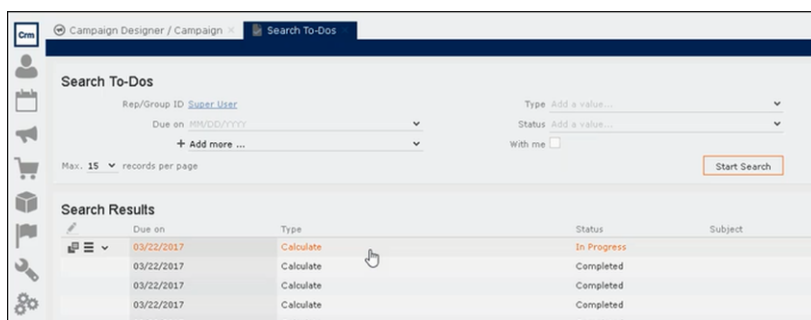 Crm
Campaign Designer / Campaign × Search To-Dos ×
Search To-Dos
Rep/Group ID Super User Type Add a value...
Due on MM/DD/YYYY Status Add a value...
+ Add more ... With me
Max. 15 records per page Start Search
Search Results
Due on Type Status Subject
03/22/2017 Calculate In Progress
03/22/2017 Calculate Completed
03/22/2017 Calculate Completed
03/22/2017 Calculate Completed